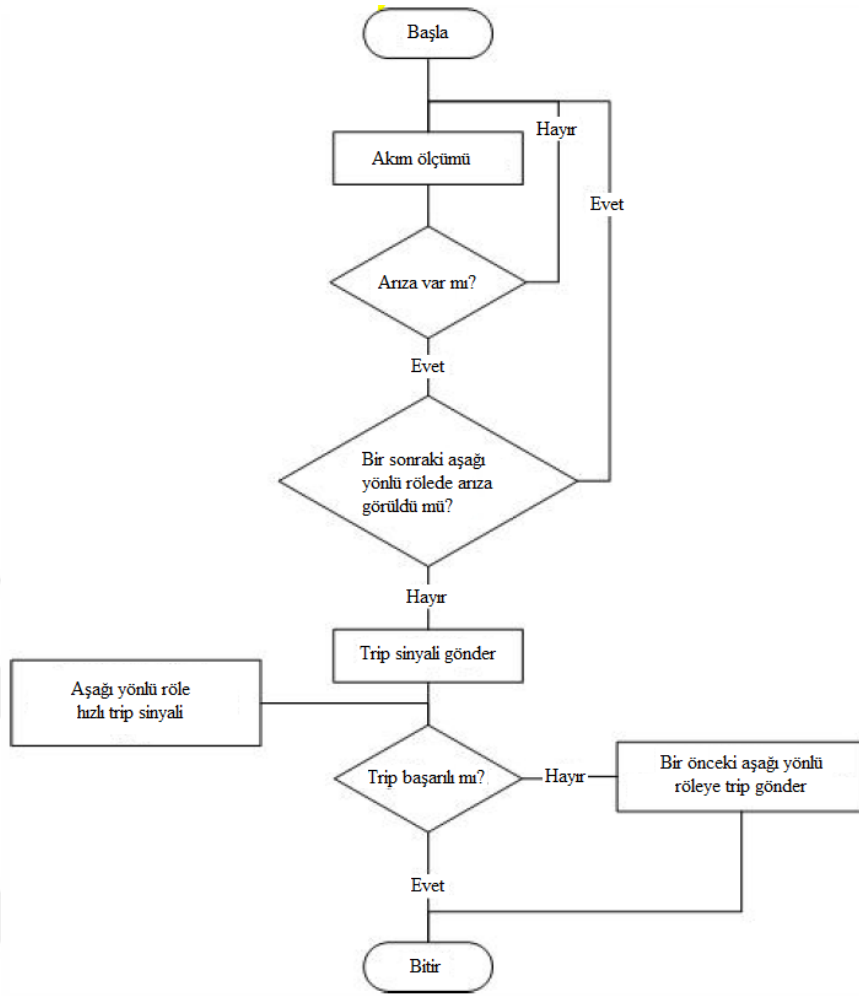 Başla
Hayır
Akım ölçümü
Evet
Arıza var mı?
Evet
Bir sonraki aşağı
yönlü rölede arıza
görüldü mü?
Hayır
Trip sinyali gönder
Aşağı yönlü röle
hızlı trip sinyali
Trip başarılı mı?
Hayır
Bir önceki aşağı yönlü
röleye trip gönder
Evet
Bitir